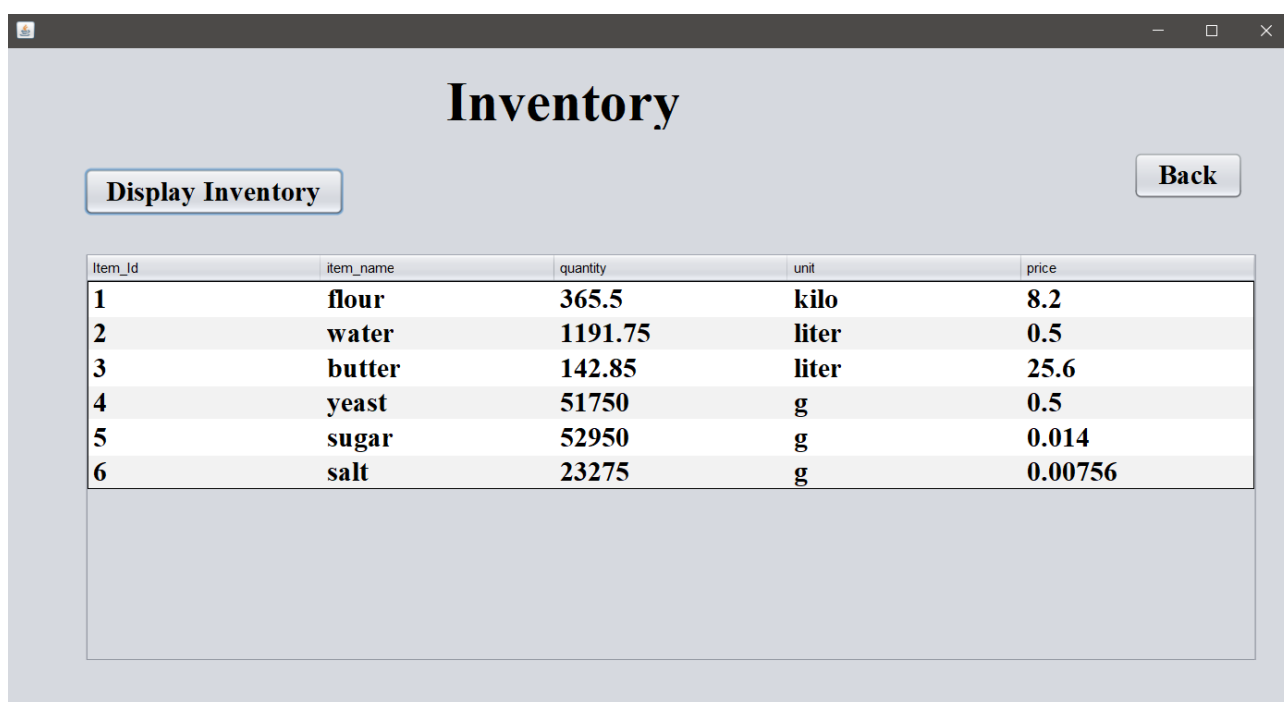 Inventory
Display Inventory
Back
Item_Id item_name quantity unit price
1 flour 365.5 kilo 8.2
2 water 1191.75 liter 0.5
3 butter 142.85 liter 25.6
4 yeast 51750 g 0.5
5 sugar 52950 g 0.014
6 salt 23275 g 0.00756